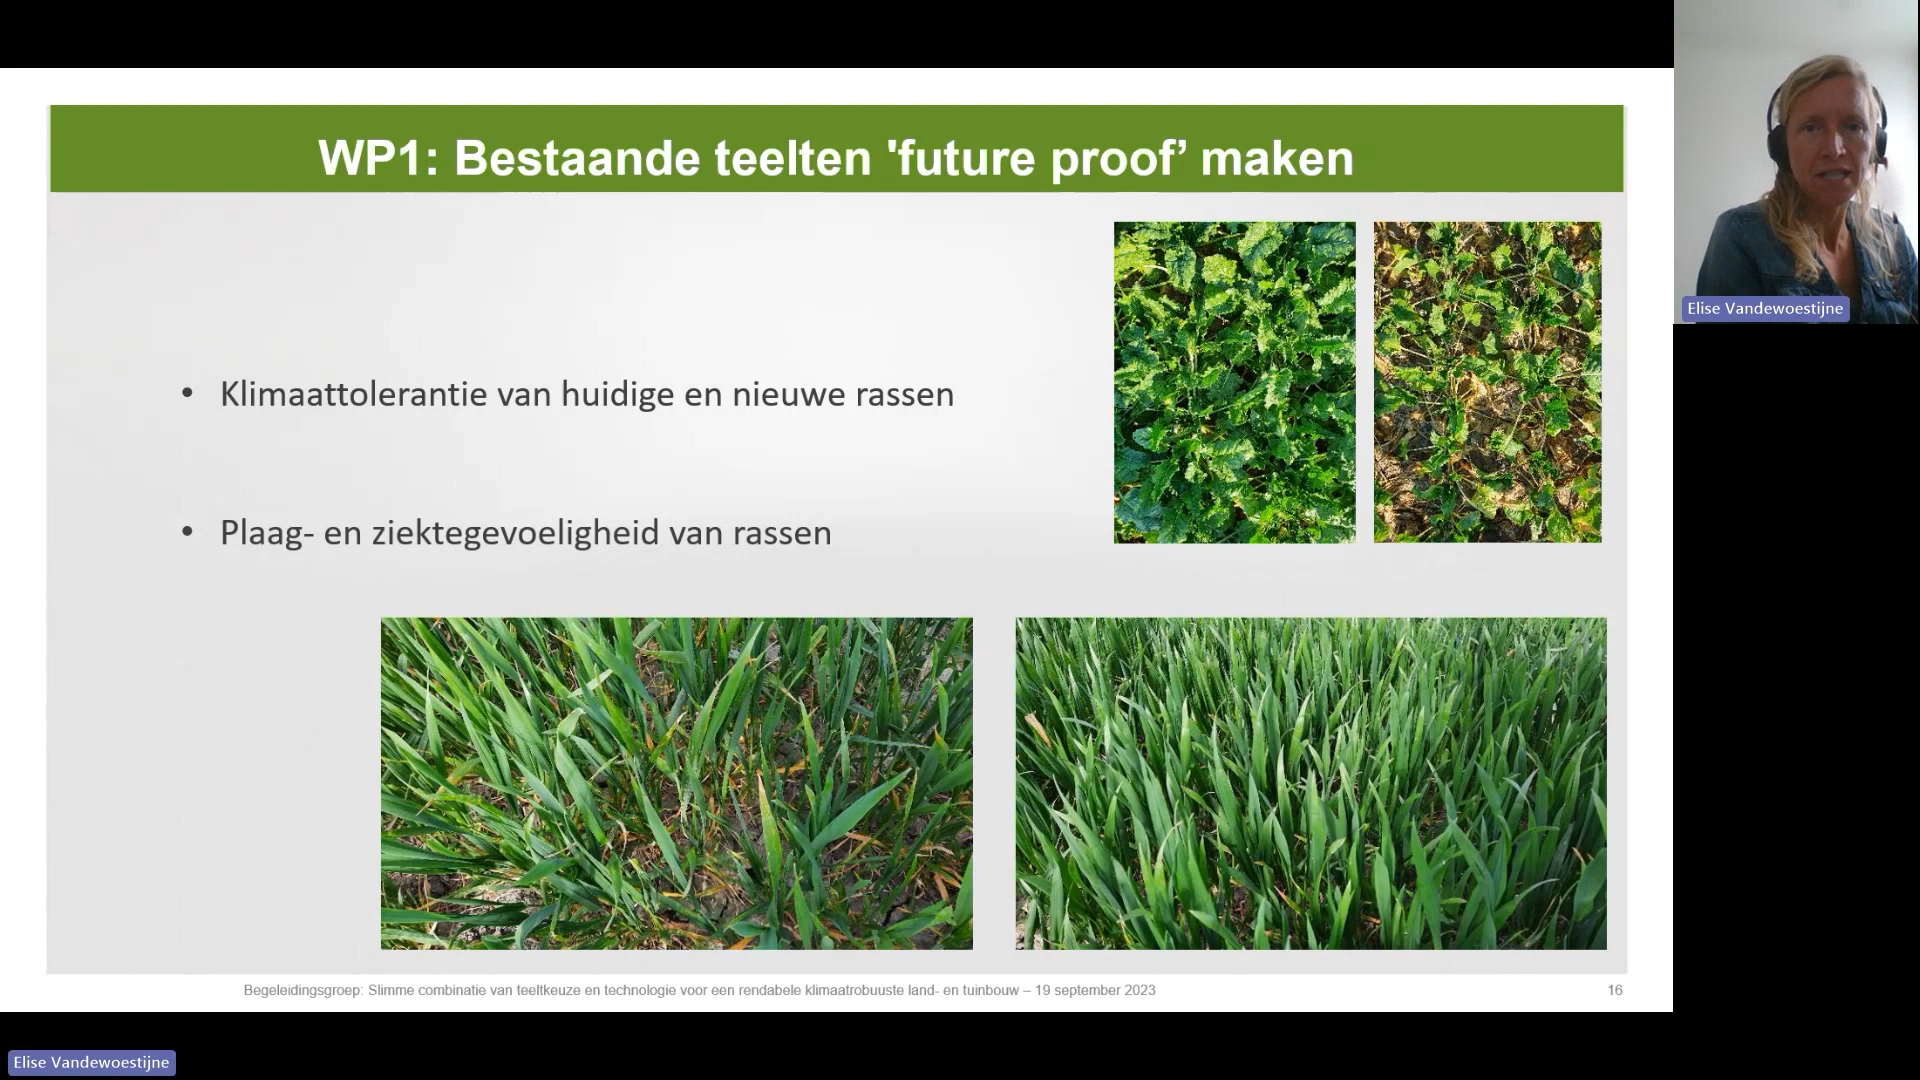 WP1: Bestaande teelten 'future proof’ maken
Elise Vandewoestijne
• Klimaattolerantie van huidige en nieuwe rassen
• Plaag- en ziektegevoeligheid van rassen
Begeleidingsgroep: Slimme combinatie van teeltkeuze en technologie voor een rendabele klimaatrobuuste land- en tuinbouw – 19 september 2023
16
Elise Vandewoestijne